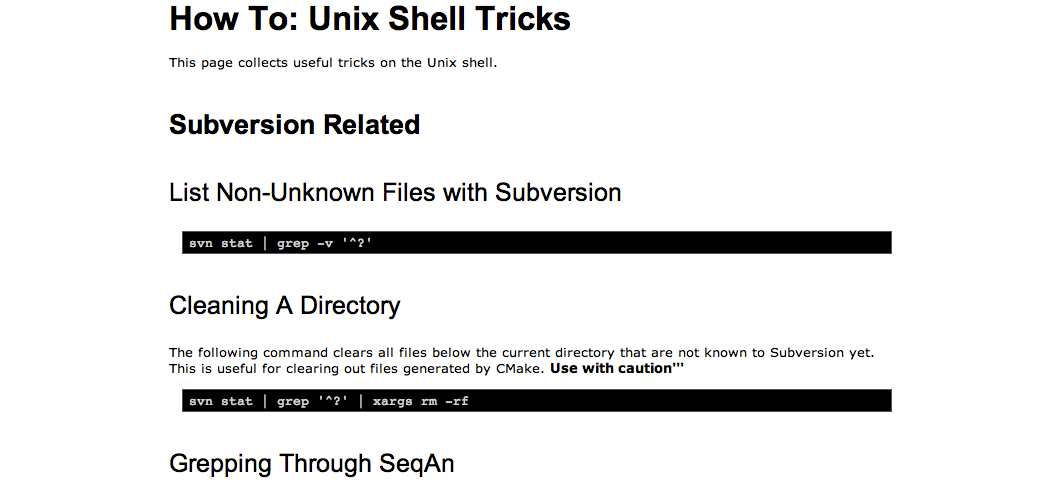 How To: Unix Shell Tricks
This page collects useful tricks on the Unix shell.
Subversion Related
List Non-Unknown Files with Subversion
svn stat | grep -v '^?'
Cleaning A Directory
The following command clears all files below the current directory that are not known to Subversion yet.
This is useful for clearing out files generated by CMake. Use with caution'''
svn stat | grep '^?' | xargs rm -rf
Grepping Through SeqAn